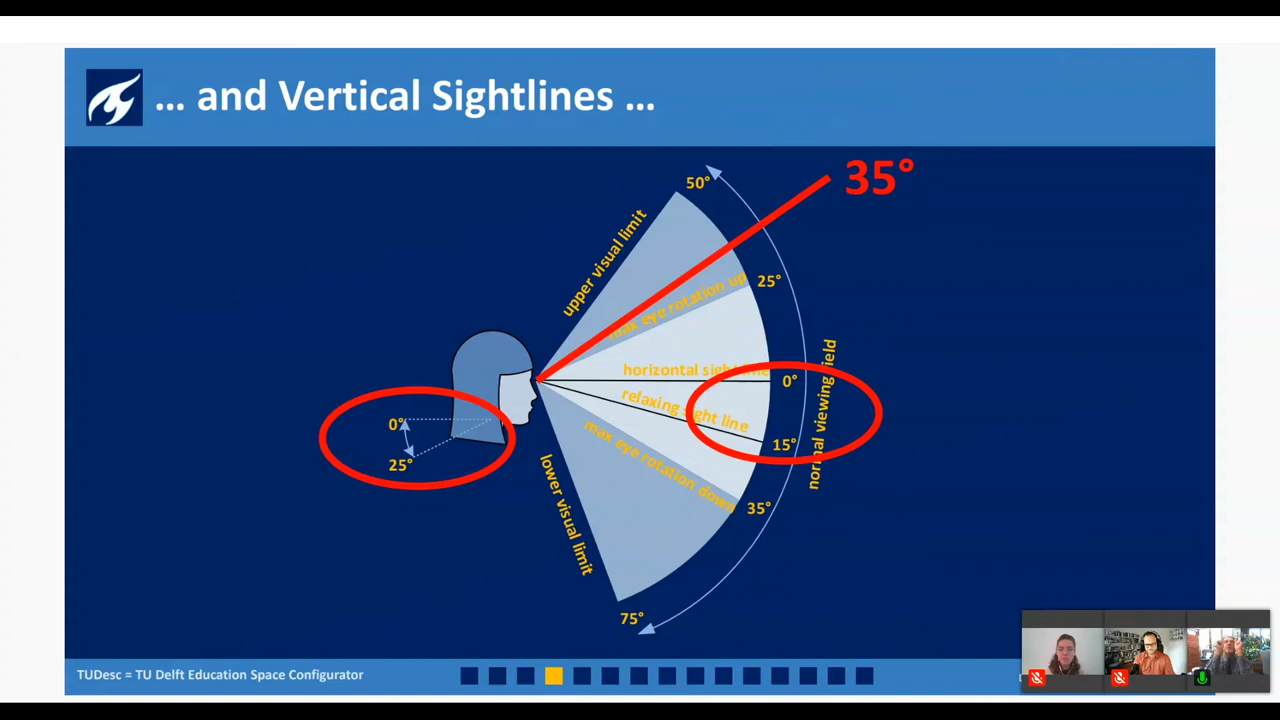 ... and Vertical Sightlines ...
35°
50°
upper visual limit
25°
max eye rotation up
horizontal sight line
0°
relaxing sight line
15°
normal viewing field
max eye rotation down
35°
lower visual limit
75°
0°
25°
TUDesc = TU Delft Education Space Configurator